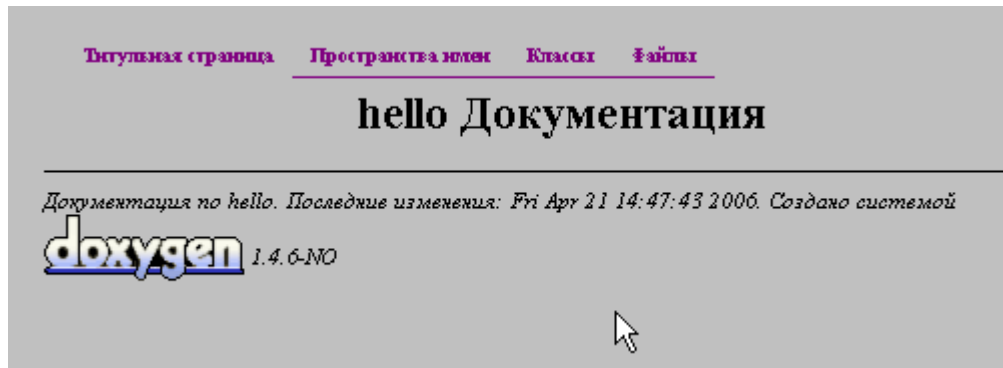 Титульная страница Пространства имен Классы Файлы
hello Документация
Документация по hello. Последние изменения: Fri Apr 21 14:47:43 2006. Создано системой
doxygen 1.4.6-NO